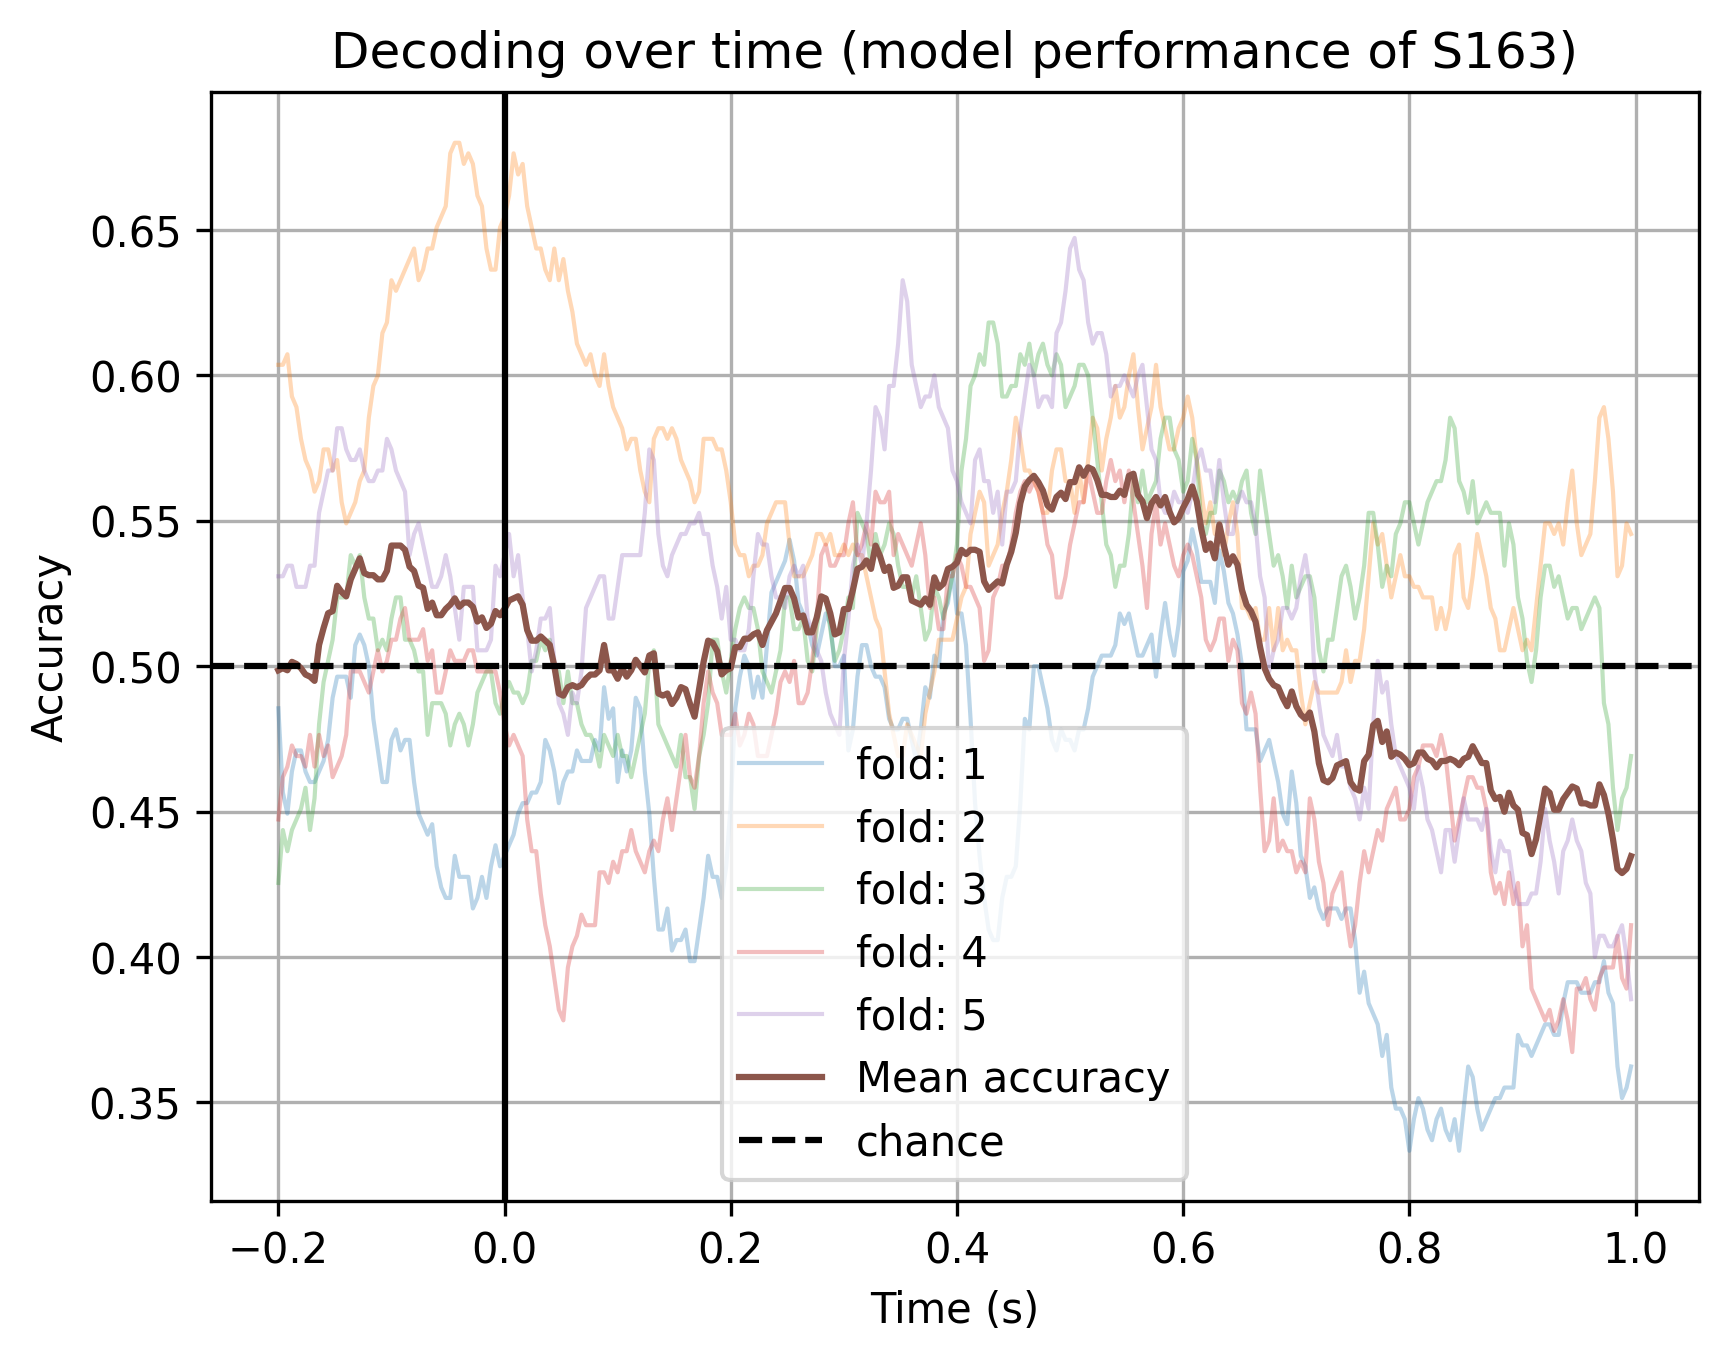 Decoding over time (model performance of S163)
Accuracy
0.65
0.60
0.55
0.50
0.45
0.40
0.35
fold: 1
fold: 2
fold: 3
fold: 4
fold: 5
Mean accuracy
chance
−0.2 0.0 0.2 0.4 0.6 0.8 1.0
Time (s)